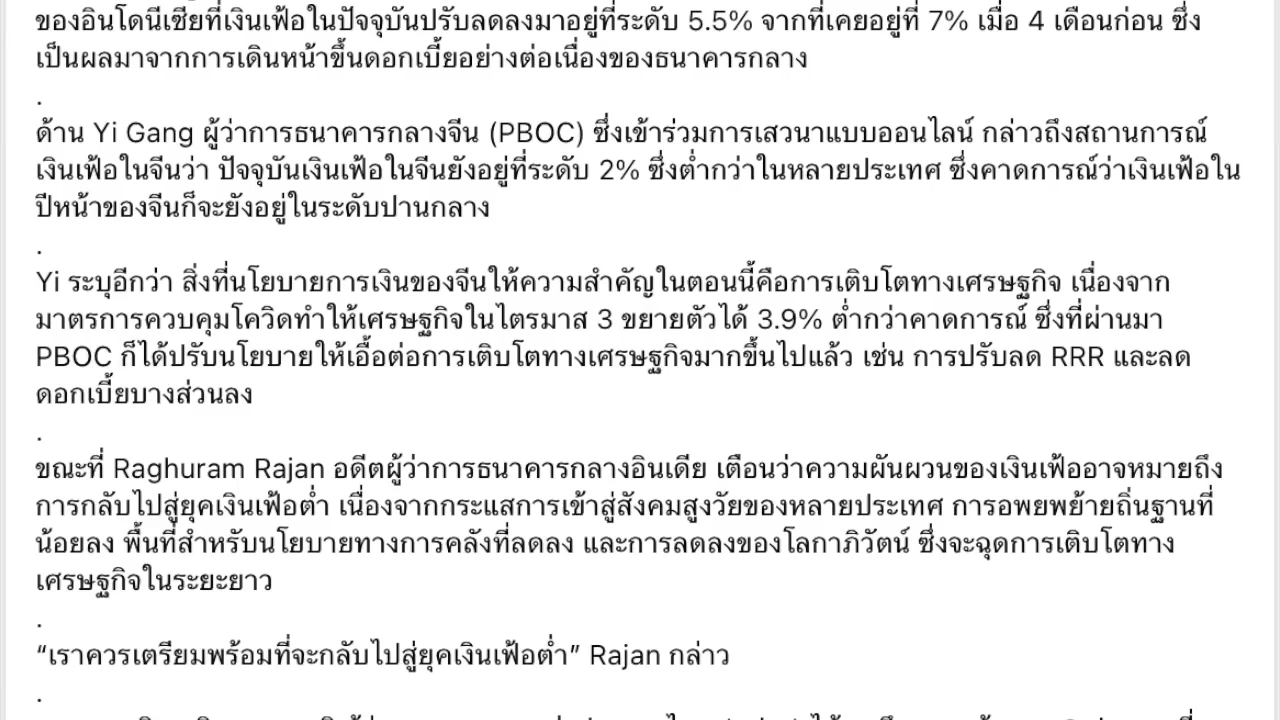 ของอินโดนีเซียที่เงินเฟ้อในปัจจุบันปรับลดลงมาอยู่ที่ระดับ 5.5% จากที่เคยอยู่ที่ 7% เมื่อ 4 เดือนก่อน ซึ่ง
เป็นผลมาจากการเดินหน้าขึ้นดอกเบี้ยอย่างต่อเนื่องของธนาคารกลาง
.
ด้าน Yi Gang ผู้ว่าการธนาคารกลางจีน (PBOC) ซึ่งเข้าร่วมการเสวนาแบบออนไลน์ กล่าวถึงสถานการณ์
เงินเฟ้อในจีนว่า ปัจจุบันเงินเฟ้อในจีนยังอยู่ที่ระดับ 2% ซึ่งต่ำกว่าในหลายประเทศ ซึ่งคาดการณ์ว่าเงินเฟ้อใน
ปีหน้าของจีนก็จะยังอยู่ในระดับปานกลาง
.
Yi ระบุอีกว่า สิ่งที่นโยบายการเงินของจีนให้ความสำคัญในตอนนี้คือการเติบโตทางเศรษฐกิจ เนื่องจาก
มาตรการควบคุมโควิดทำให้เศรษฐกิจในไตรมาส 3 ขยายตัวได้ 3.9% ต่ำกว่าคาดการณ์ ซึ่งที่ผ่านมา
PBOC ก็ได้ปรับนโยบายให้เอื้อต่อการเติบโตทางเศรษฐกิจมากขึ้นไปแล้ว เช่น การปรับลด RRR และลด
ดอกเบี้ยบางส่วนลง
.
ขณะที่ Raghuram Rajan อดีตผู้ว่าการธนาคารกลางอินเดีย เตือนว่าความผันผวนของเงินเฟ้ออาจหมายถึง
การกลับไปสู่ยุคเงินเฟ้อต่ำ เนื่องจากกระแสการเข้าสู่สังคมสูงวัยของหลายประเทศ การอพยพย้ายถิ่นฐานที่
น้อยลง พื้นที่สำหรับนโยบายทางการคลังที่ลดลง และการลดลงของโลกาภิวัตน์ ซึ่งจะฉุดการเติบโตทาง
เศรษฐกิจในระยะยาว
.
“เราควรเตรียมพร้อมที่จะกลับไปสู่ยุคเงินเฟ้อต่ำ” Rajan กล่าว
.